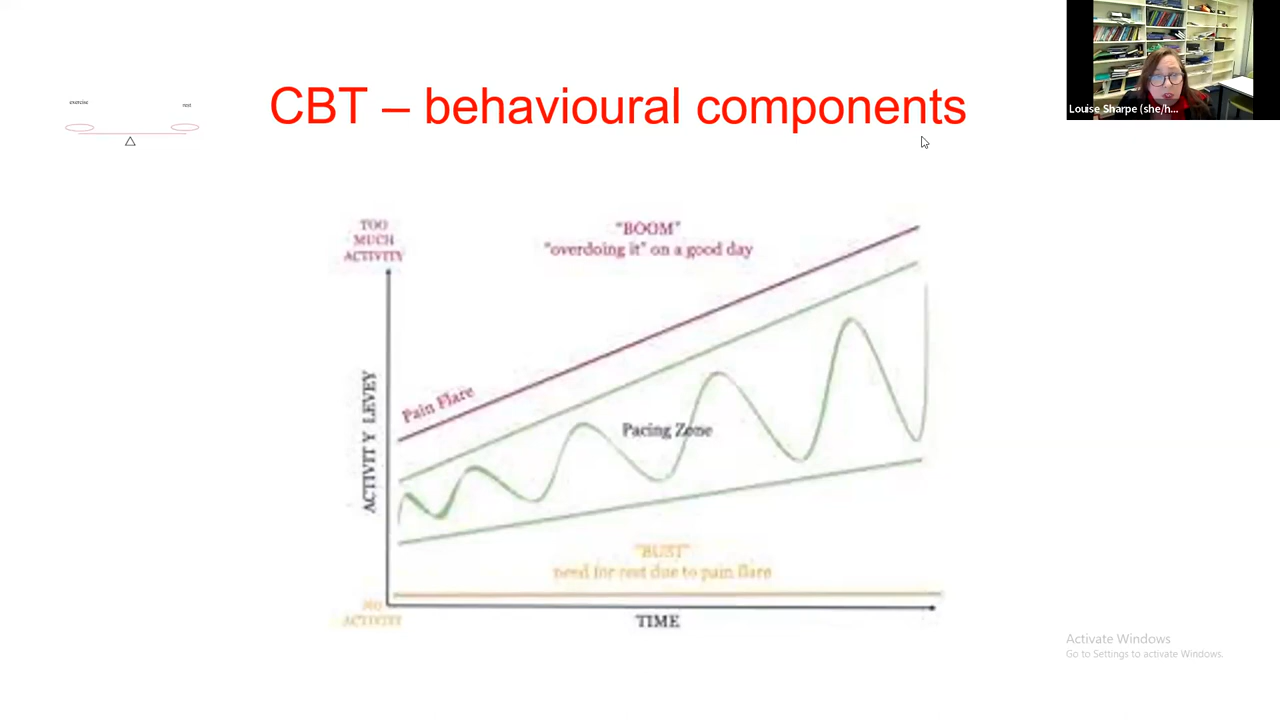 exercise
rest
CBT – behavioural components
Louise Sharpe (she/h...
TOO
MUCH
ACTIVITY
"BOOM"
"overdoing it" on a good day
Pain Flare
ACTIVITY LEVEY
Pacing Zone
"BUST"
need for rest due to pain flare
NO
ACTIVITY
TIME
Activate Windows
Go to Settings to activate Windows.